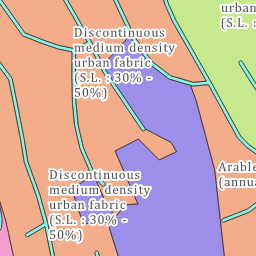 Discontinuous
medium density
urban fabric
(S.L. : 30% -
50%)
urban
(S.L. :
Discontinuous
medium density
urban fabric
(S.L. : 30% -
50%)
Arable
(annua